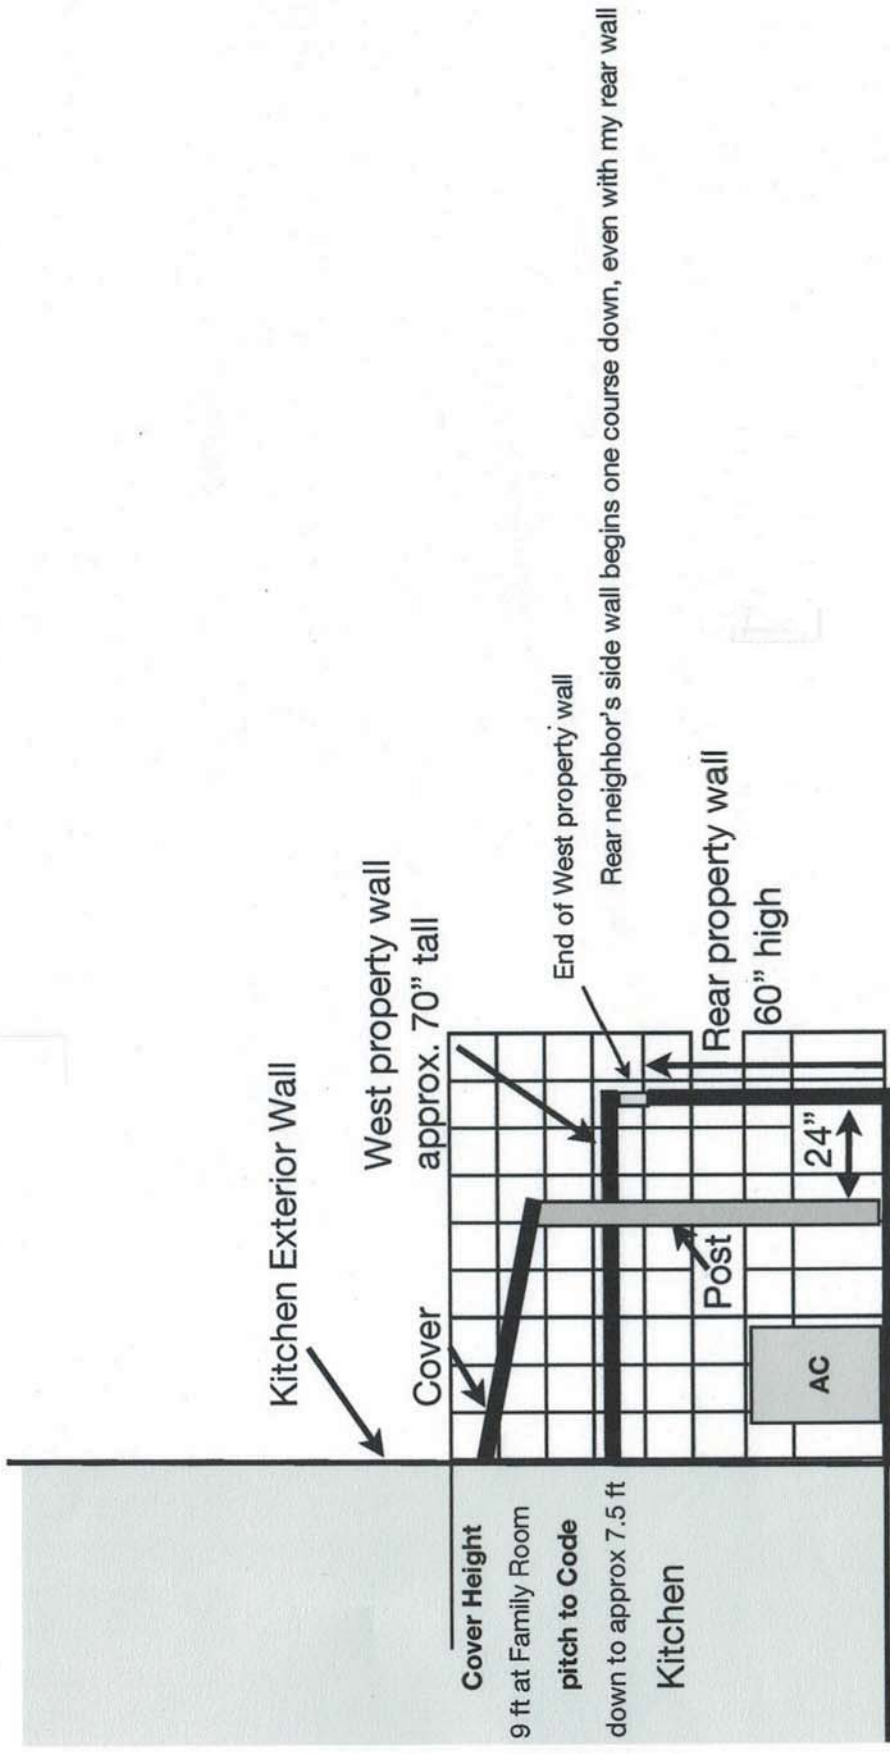 Kitchen Exterior Wall
West property wall
approx. 70” tall
Cover
Cover Height
9 ft at Family Room
pitch to Code
down to approx 7.5 ft
Kitchen
End of West property wall
Rear neighbor's side wall begins one course down, even with my rear wall
Rear property wall
60” high
24”
Post
AC